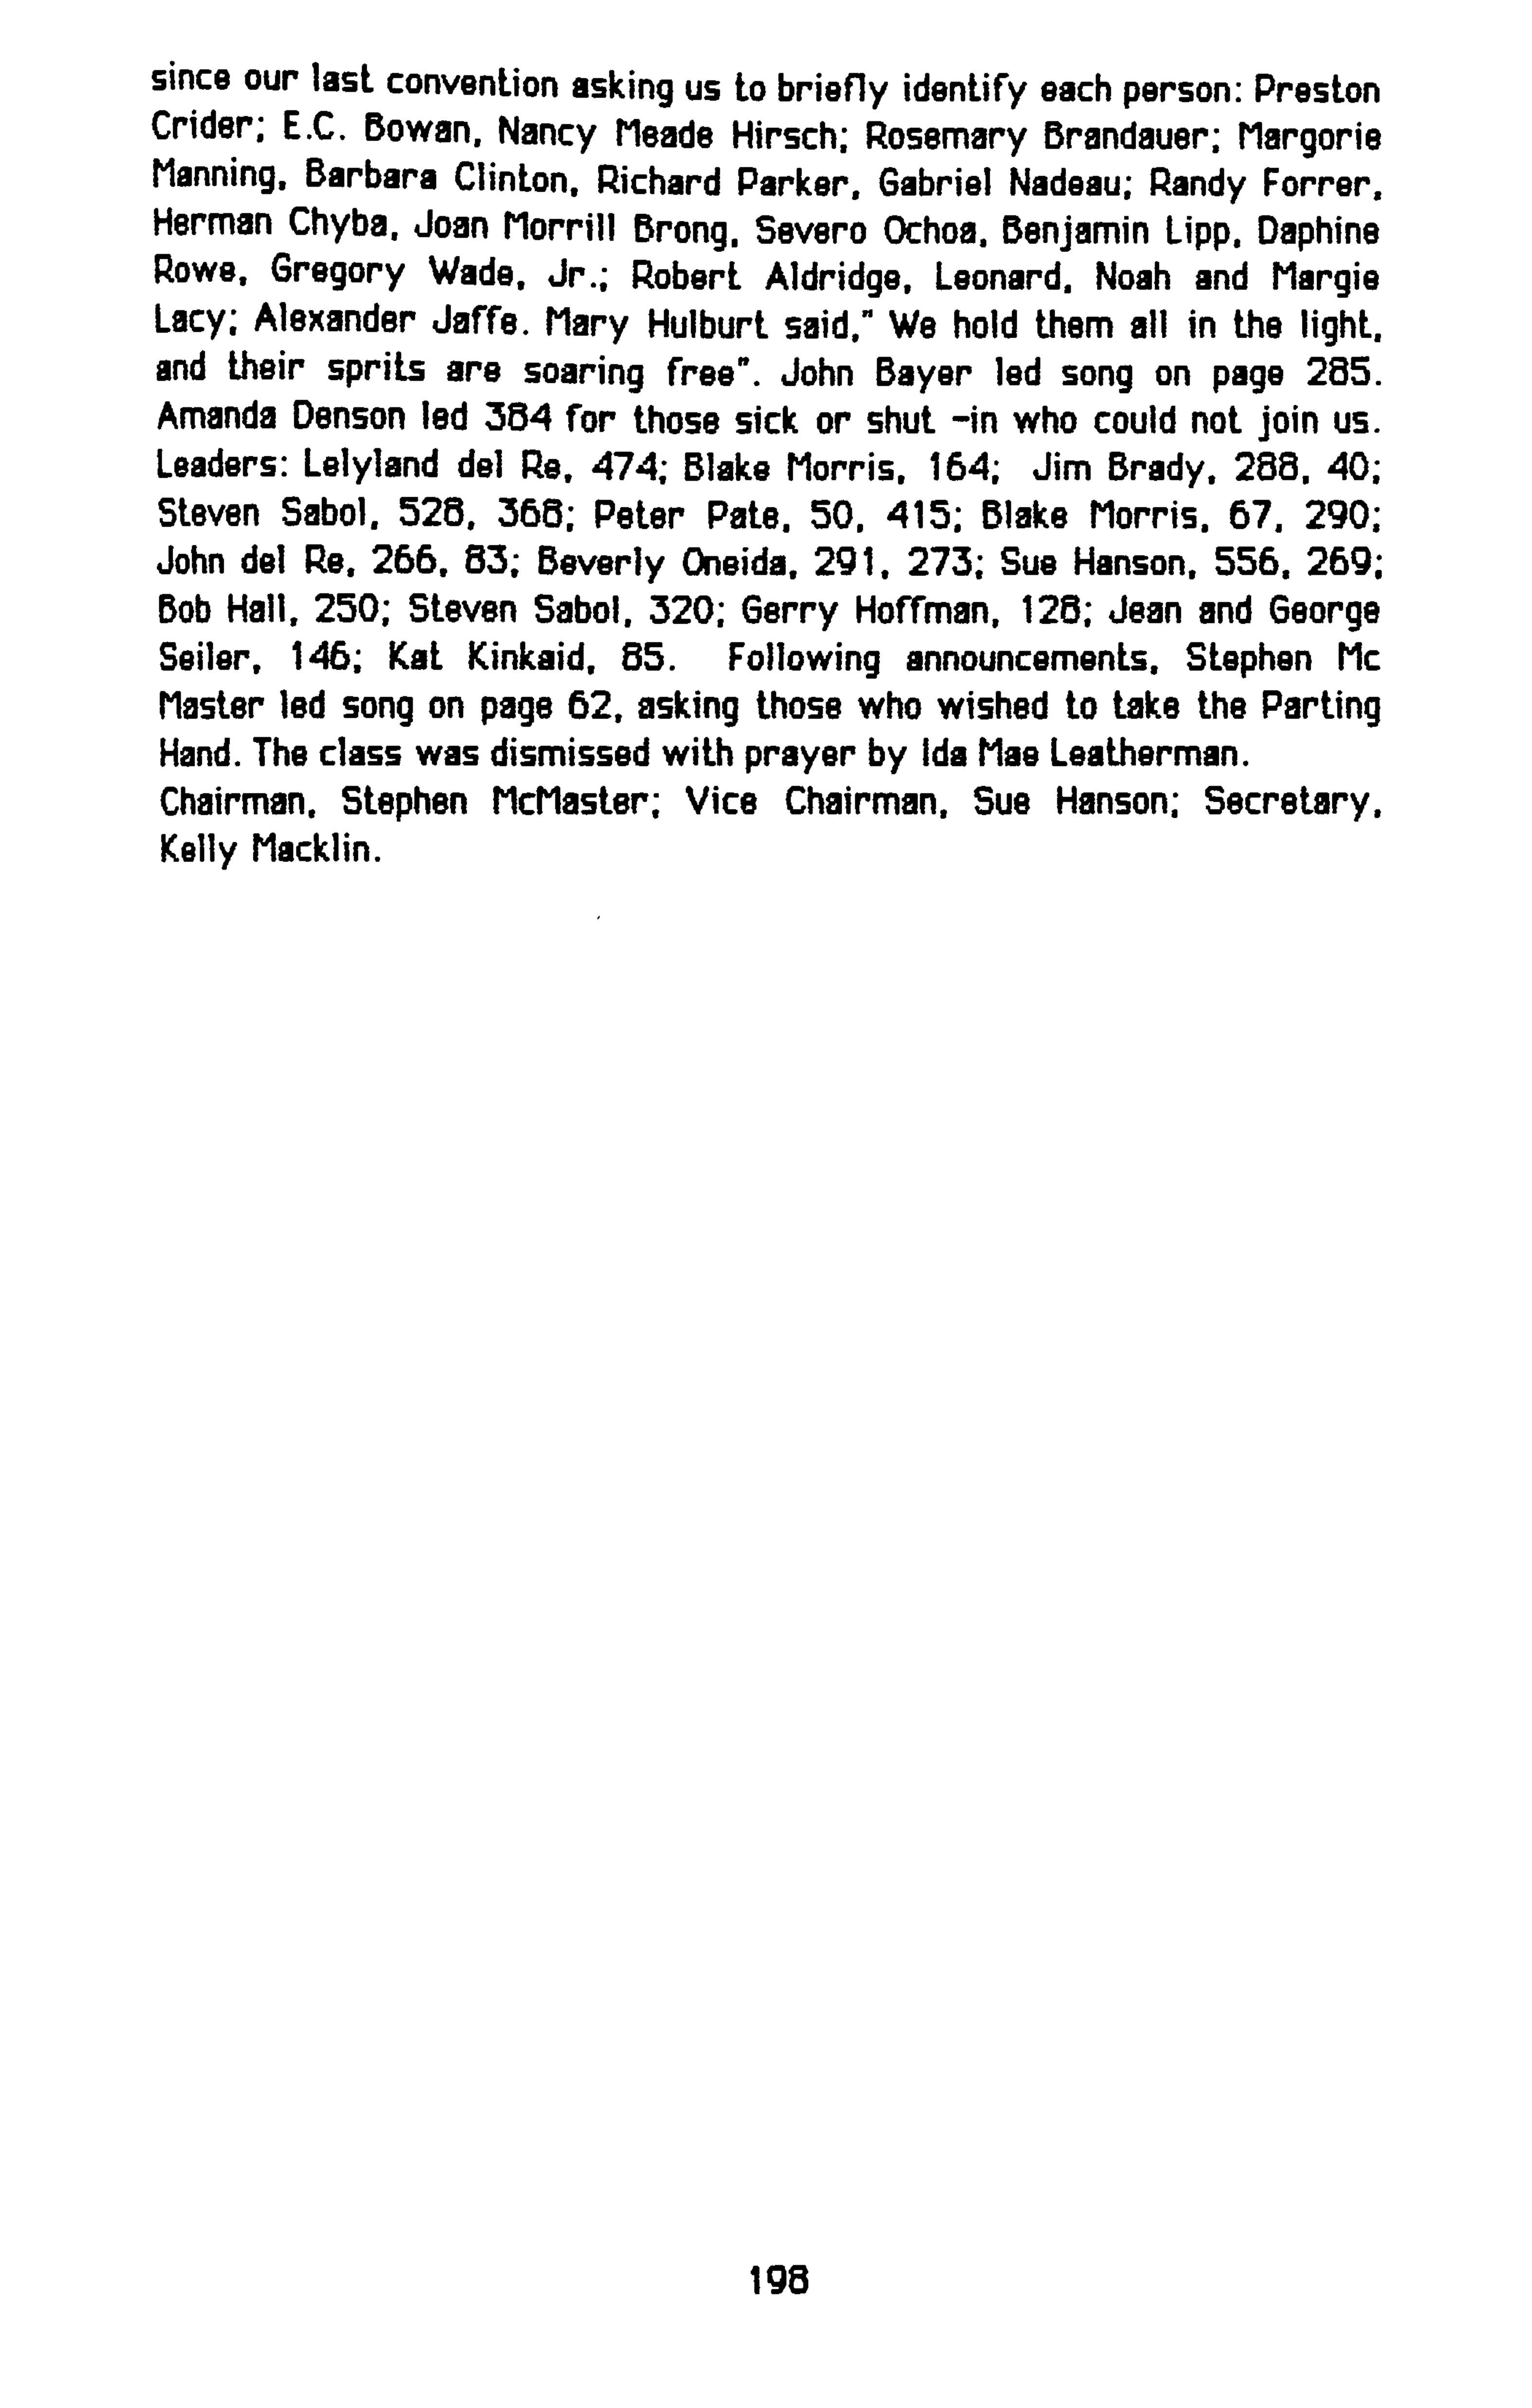 since our last convention asking us to briefly identify each person: Preston
Crider; E.C. Bowan, Nancy Meade Hirsch; Rosemary Brandauer; Margorie
Manning, Barbara Clinton, Richard Parker, Gabriel Nadeau; Randy Forrer,
Herman Chyba, Joan Morrill Brong, Severo Ochoa, Benjamin Lipp, Daphine
Rowe, Gregory Wade, Jr.; Robert Aldridge, Leonard, Noah and Margie
Lacy; Alexander Jaffe. Mary Hulburt said," We hold them all in the light,
and their sprits are soaring free". John Bayer led song on page 285.
Amanda Denson led 384 for those sick or shut -in who could not join us.
Leaders: Lelyland del Re, 474; Blake Morris, 164; Jim Brady, 288, 40;
Steven Sabol, 528, 368; Peter Pate, 50, 415; Blake Morris, 67, 290;
John del Re, 266, 83; Beverly Oneida, 291, 273; Sue Hanson, 556, 269;
Bob Hall, 250; Steven Sabol, 320; Gerry Hoffman, 128; Jean and George
Seiler, 146; Kat Kinkaid, 85. Following announcements, Stephen Mc
Master led song on page 62, asking those who wished to take the Parting
Hand. The class was dismissed with prayer by Ida Mae Leatherman.
Chairman, Stephen McMaster; Vice Chairman, Sue Hanson; Secretary,
Kelly Macklin.
198